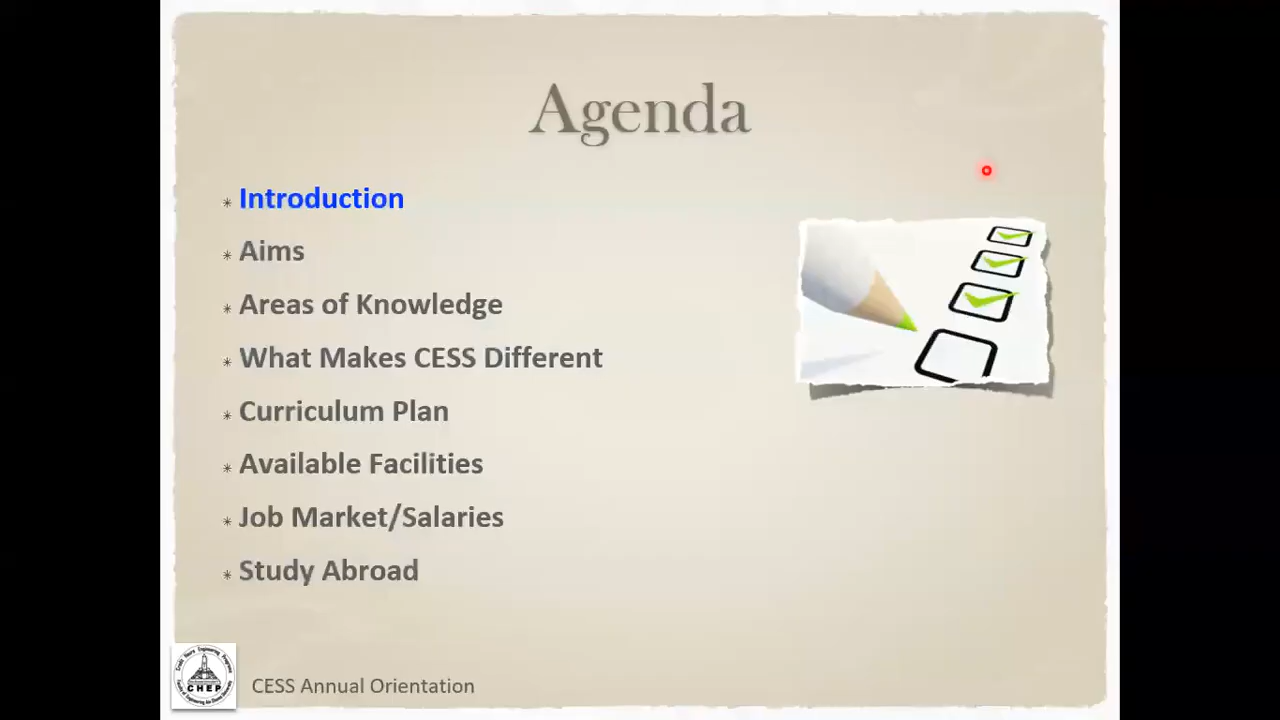 Agenda
Introduction
Aims
Areas of Knowledge
What Makes CESS Different
Curriculum Plan
Available Facilities
Job Market/Salaries
Study Abroad
CHEP
CESS Annual Orientation